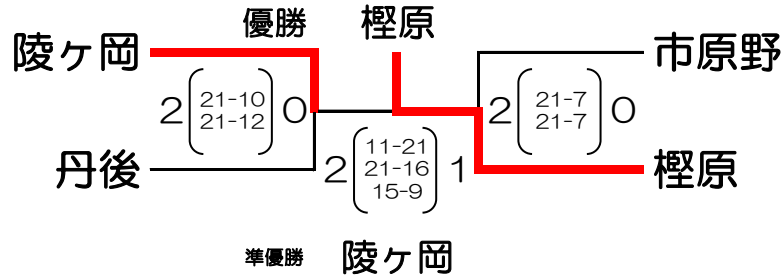 優勝 樫原
陵ヶ岡 市原野
2 21-10 0 2 21-7 0
21-12 21-7
丹後 2 11-21 1 樫原
21-16
15-9
準優勝 陵ヶ岡